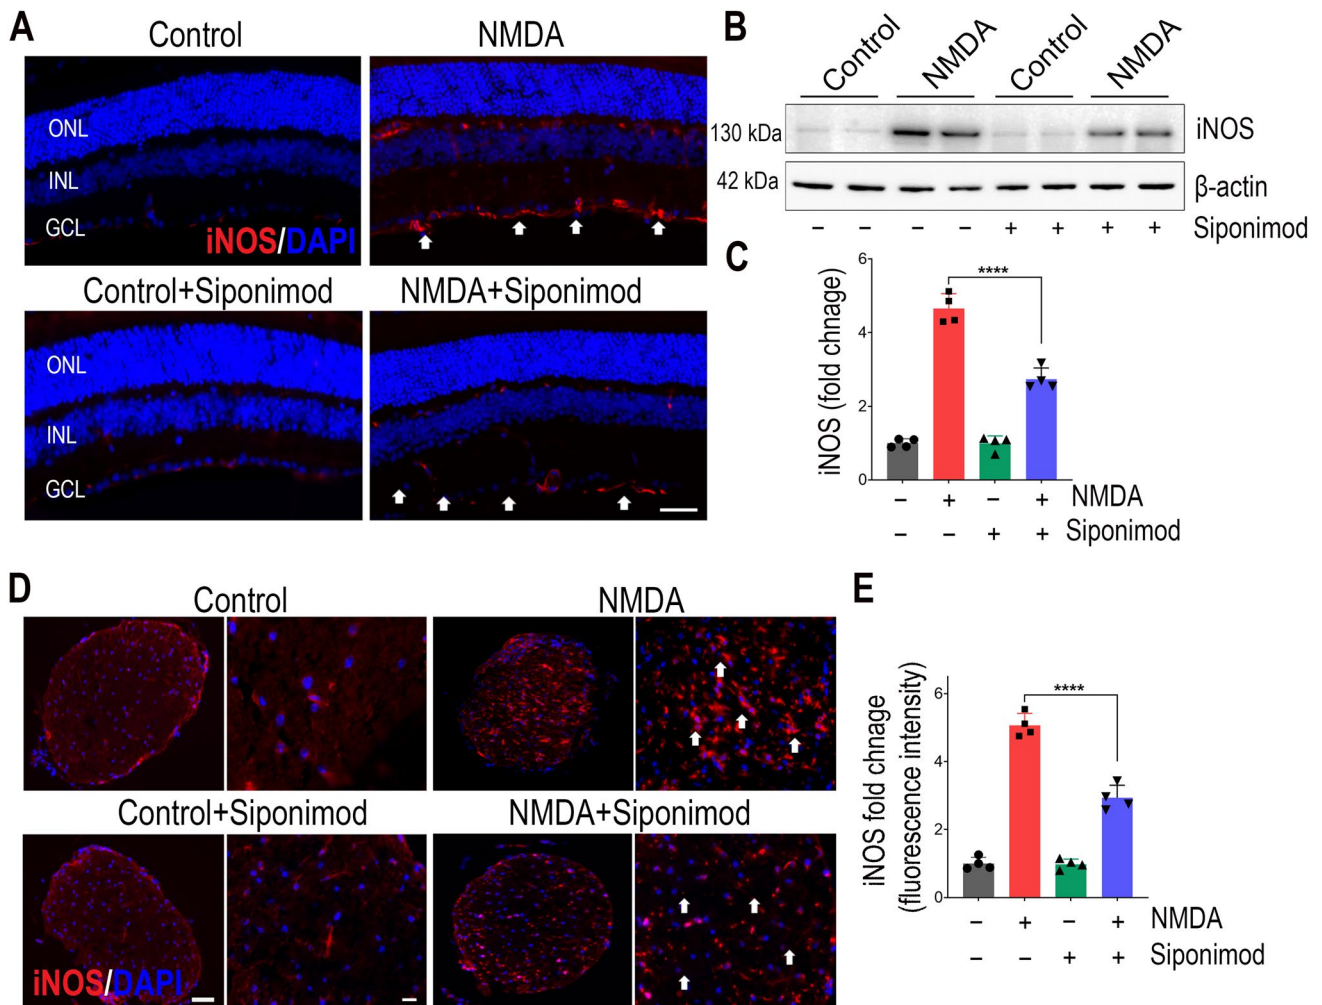 A
Control
NMDA
ONL
INL
GCL
iNOS/DAPI
Control+Siponimod
NMDA+Siponimod
ONL
INL
GCL
B
Control
NMDA
Control
NMDA
130 kDa
iNOS
42 kDa
β-actin
− − − − + + + + Siponimod
C
iNOS (fold chnage)
6
4
2
0
****
− + − + NMDA
− − + + Siponimod
D
Control
NMDA
Control+Siponimod
NMDA+Siponimod
iNOS/DAPI
E
iNOS fold chnage
(fluorescence intensity)
6
4
2
0
****
− + − + NMDA
− − + + Siponimod